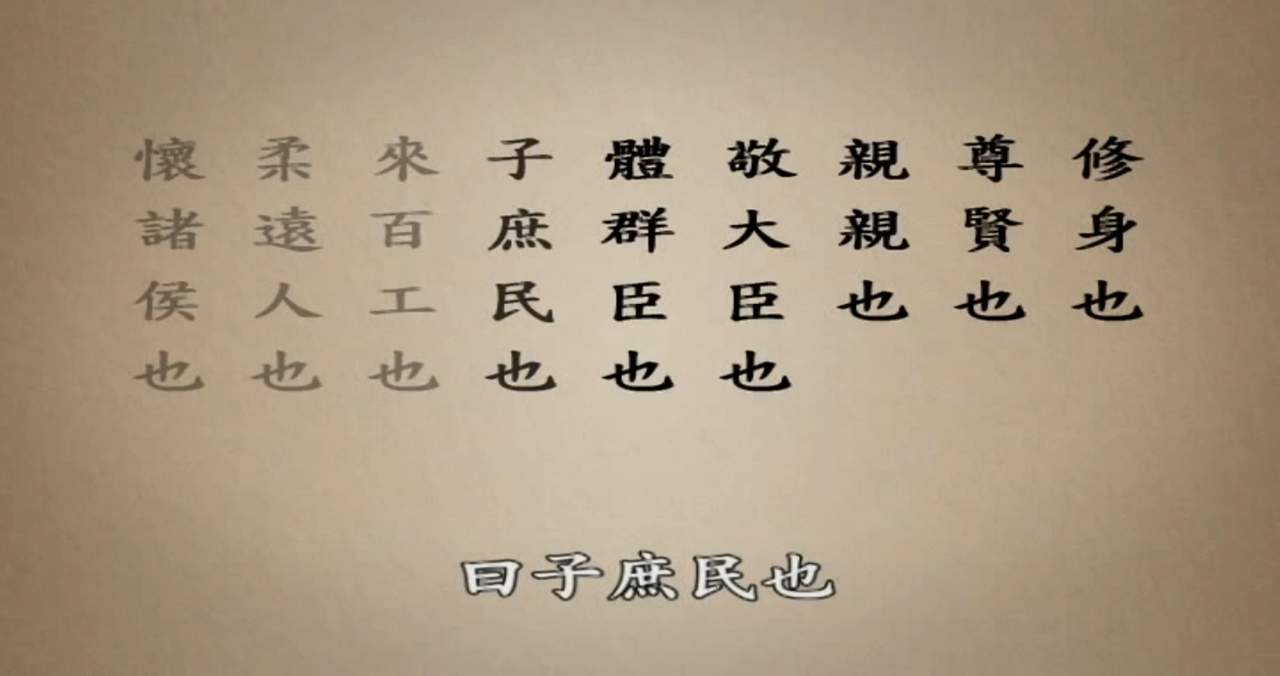 修身也
尊賢也
親親也
敬大臣也
體群臣也
子庶民也
來百工也
柔遠人也
懷諸侯也
曰子庶民也